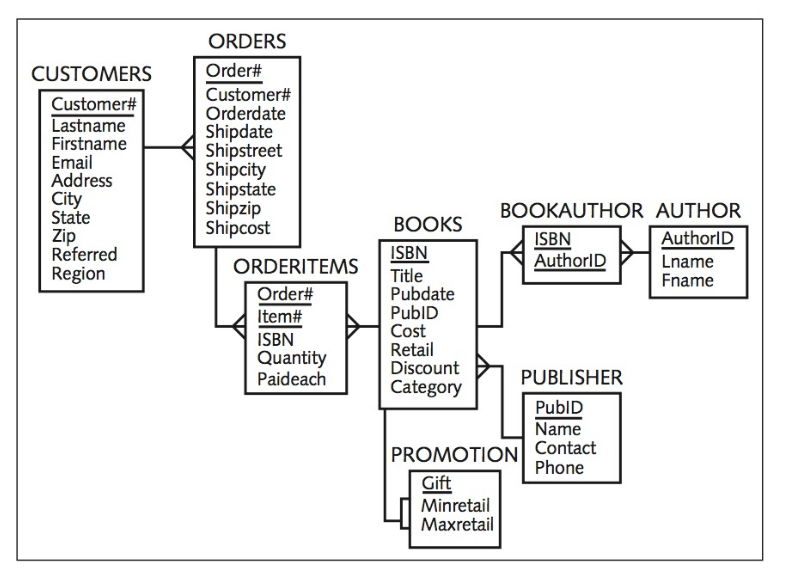 CUSTOMERS
Customer#
Lastname
Firstname
Email
Address
City
State
Zip
Referred
Region
ORDERS
Order#
Customer#
Orderdate
Shipdate
Shipstreet
Shipcity
Shipstate
Shipzip
Shipcost
ORDERITEMS
Order#
Item#
ISBN
Quantity
Paideach
BOOKS
ISBN
Title
Pubdate
PubID
Cost
Retail
Discount
Category
BOOKAUTHOR
ISBN
AuthorID
AUTHOR
AuthorID
Lname
Fname
PUBLISHER
PubID
Name
Contact
Phone
PROMOTION
Gift
Minretail
Maxretail